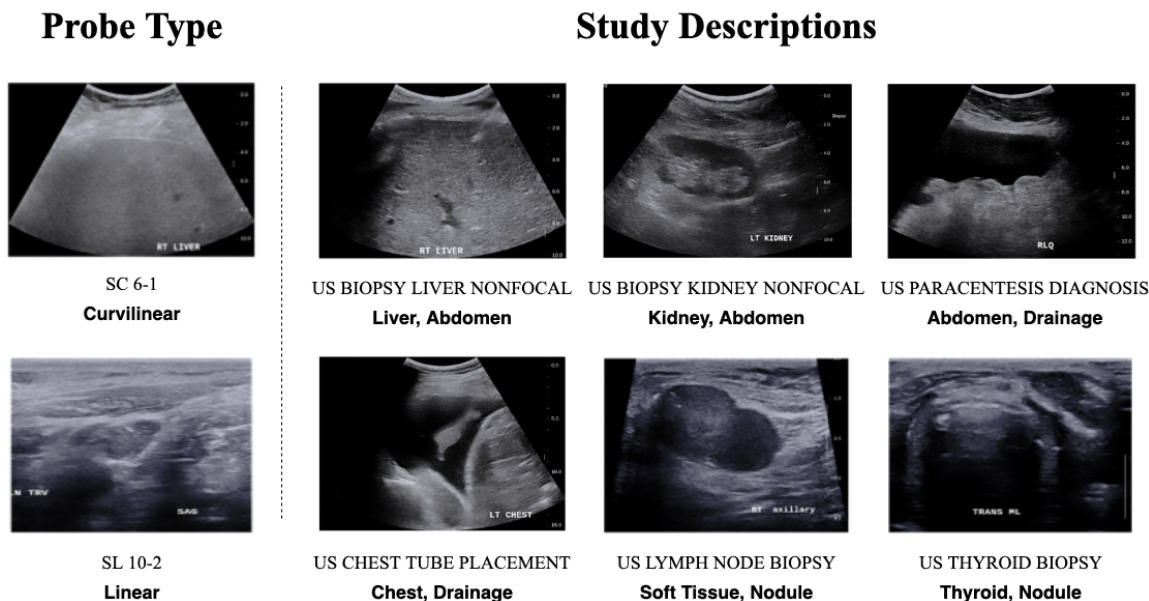 Probe Type
Study Descriptions
RT LIVER
SC 6-1
Curvilinear
RT LIVER
US BIOPSY LIVER NONFOCAL
Liver, Abdomen
Biopsy
LT KIDNEY
US BIOPSY KIDNEY NONFOCAL
Kidney, Abdomen
RLQ
US PARACENTESIS DIAGNOSIS
Abdomen, Drainage
LN TRV
SAG
SL 10-2
Linear
LT CHEST
US CHEST TUBE PLACEMENT
Chest, Drainage
RT axillary
US LYMPH NODE BIOPSY
Soft Tissue, Nodule
TRANS ML
US THYROID BIOPSY
Thyroid, Nodule